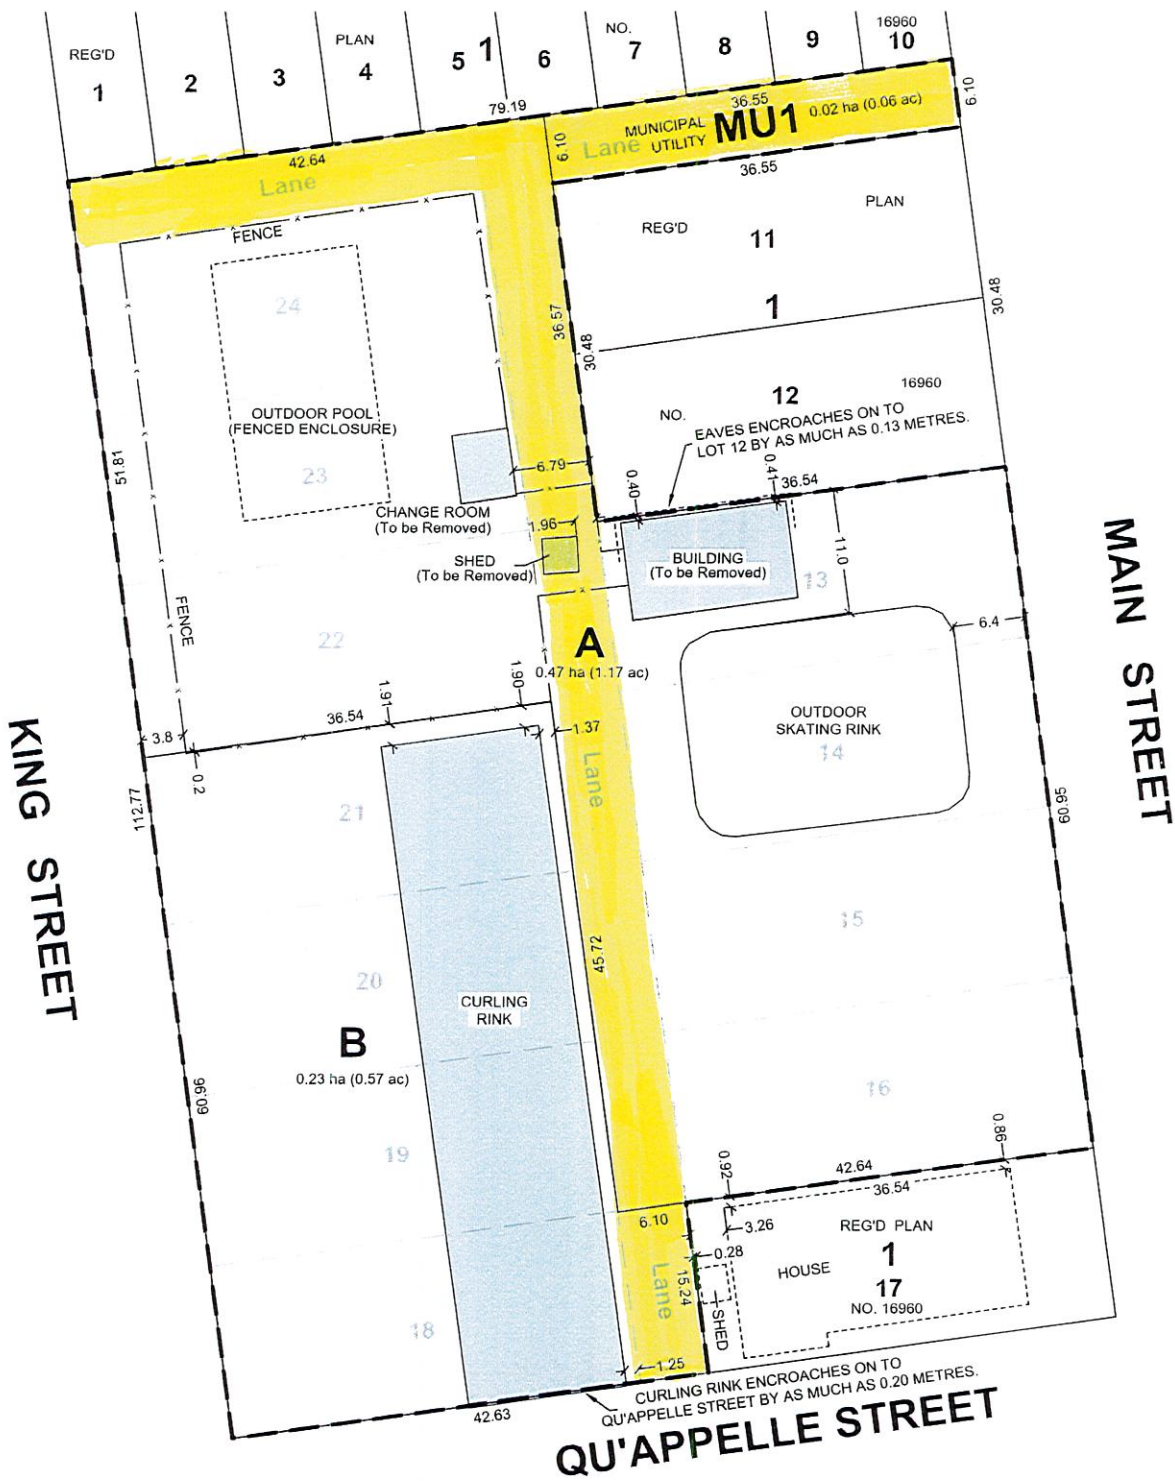 REG'D
PLAN
NO.
16960
1
2
3
4
5
1
6
7
8
9
10
79.19
42.64
Lane
6.10
Lane
MUNICIPAL
UTILITY
MU1
36.55
0.02 ha (0.06 ac)
6.10
36.55
REG'D
PLAN
11
1
30.48
FENCE
24
36.57
30.48
12
16960
NO.
EAVES ENCROACHES ON TO
LOT 12 BY AS MUCH AS 0.13 METRES.
OUTDOOR POOL
(FENCED ENCLOSURE)
51.81
23
6.79
0.40
0.41
36.54
CHANGE ROOM
(To be Removed)
1.96
SHED
(To be Removed)
BUILDING
(To be Removed)
13
11.0
6.4
FENCE
22
A
0.47 ha (1.17 ac)
MAIN STREET
1.91
1.90
36.54
3.8
0.2
1.37
Lane
OUTDOOR
SKATING RINK
14
KING STREET
112.77
21
60.95
15
45.72
20
CURLING
RINK
B
0.23 ha (0.57 ac)
60.96
16
19
0.92
42.64
0.86
36.54
6.10
3.26
REG'D PLAN
0.28
HOUSE
1
17
NO. 16960
15.24
Lane
SHED
18
1.25
CURLING RINK ENCROACHES ON TO
QU'APPELLE STREET BY AS MUCH AS 0.20 METRES.
42.63
QU'APPELLE STREET